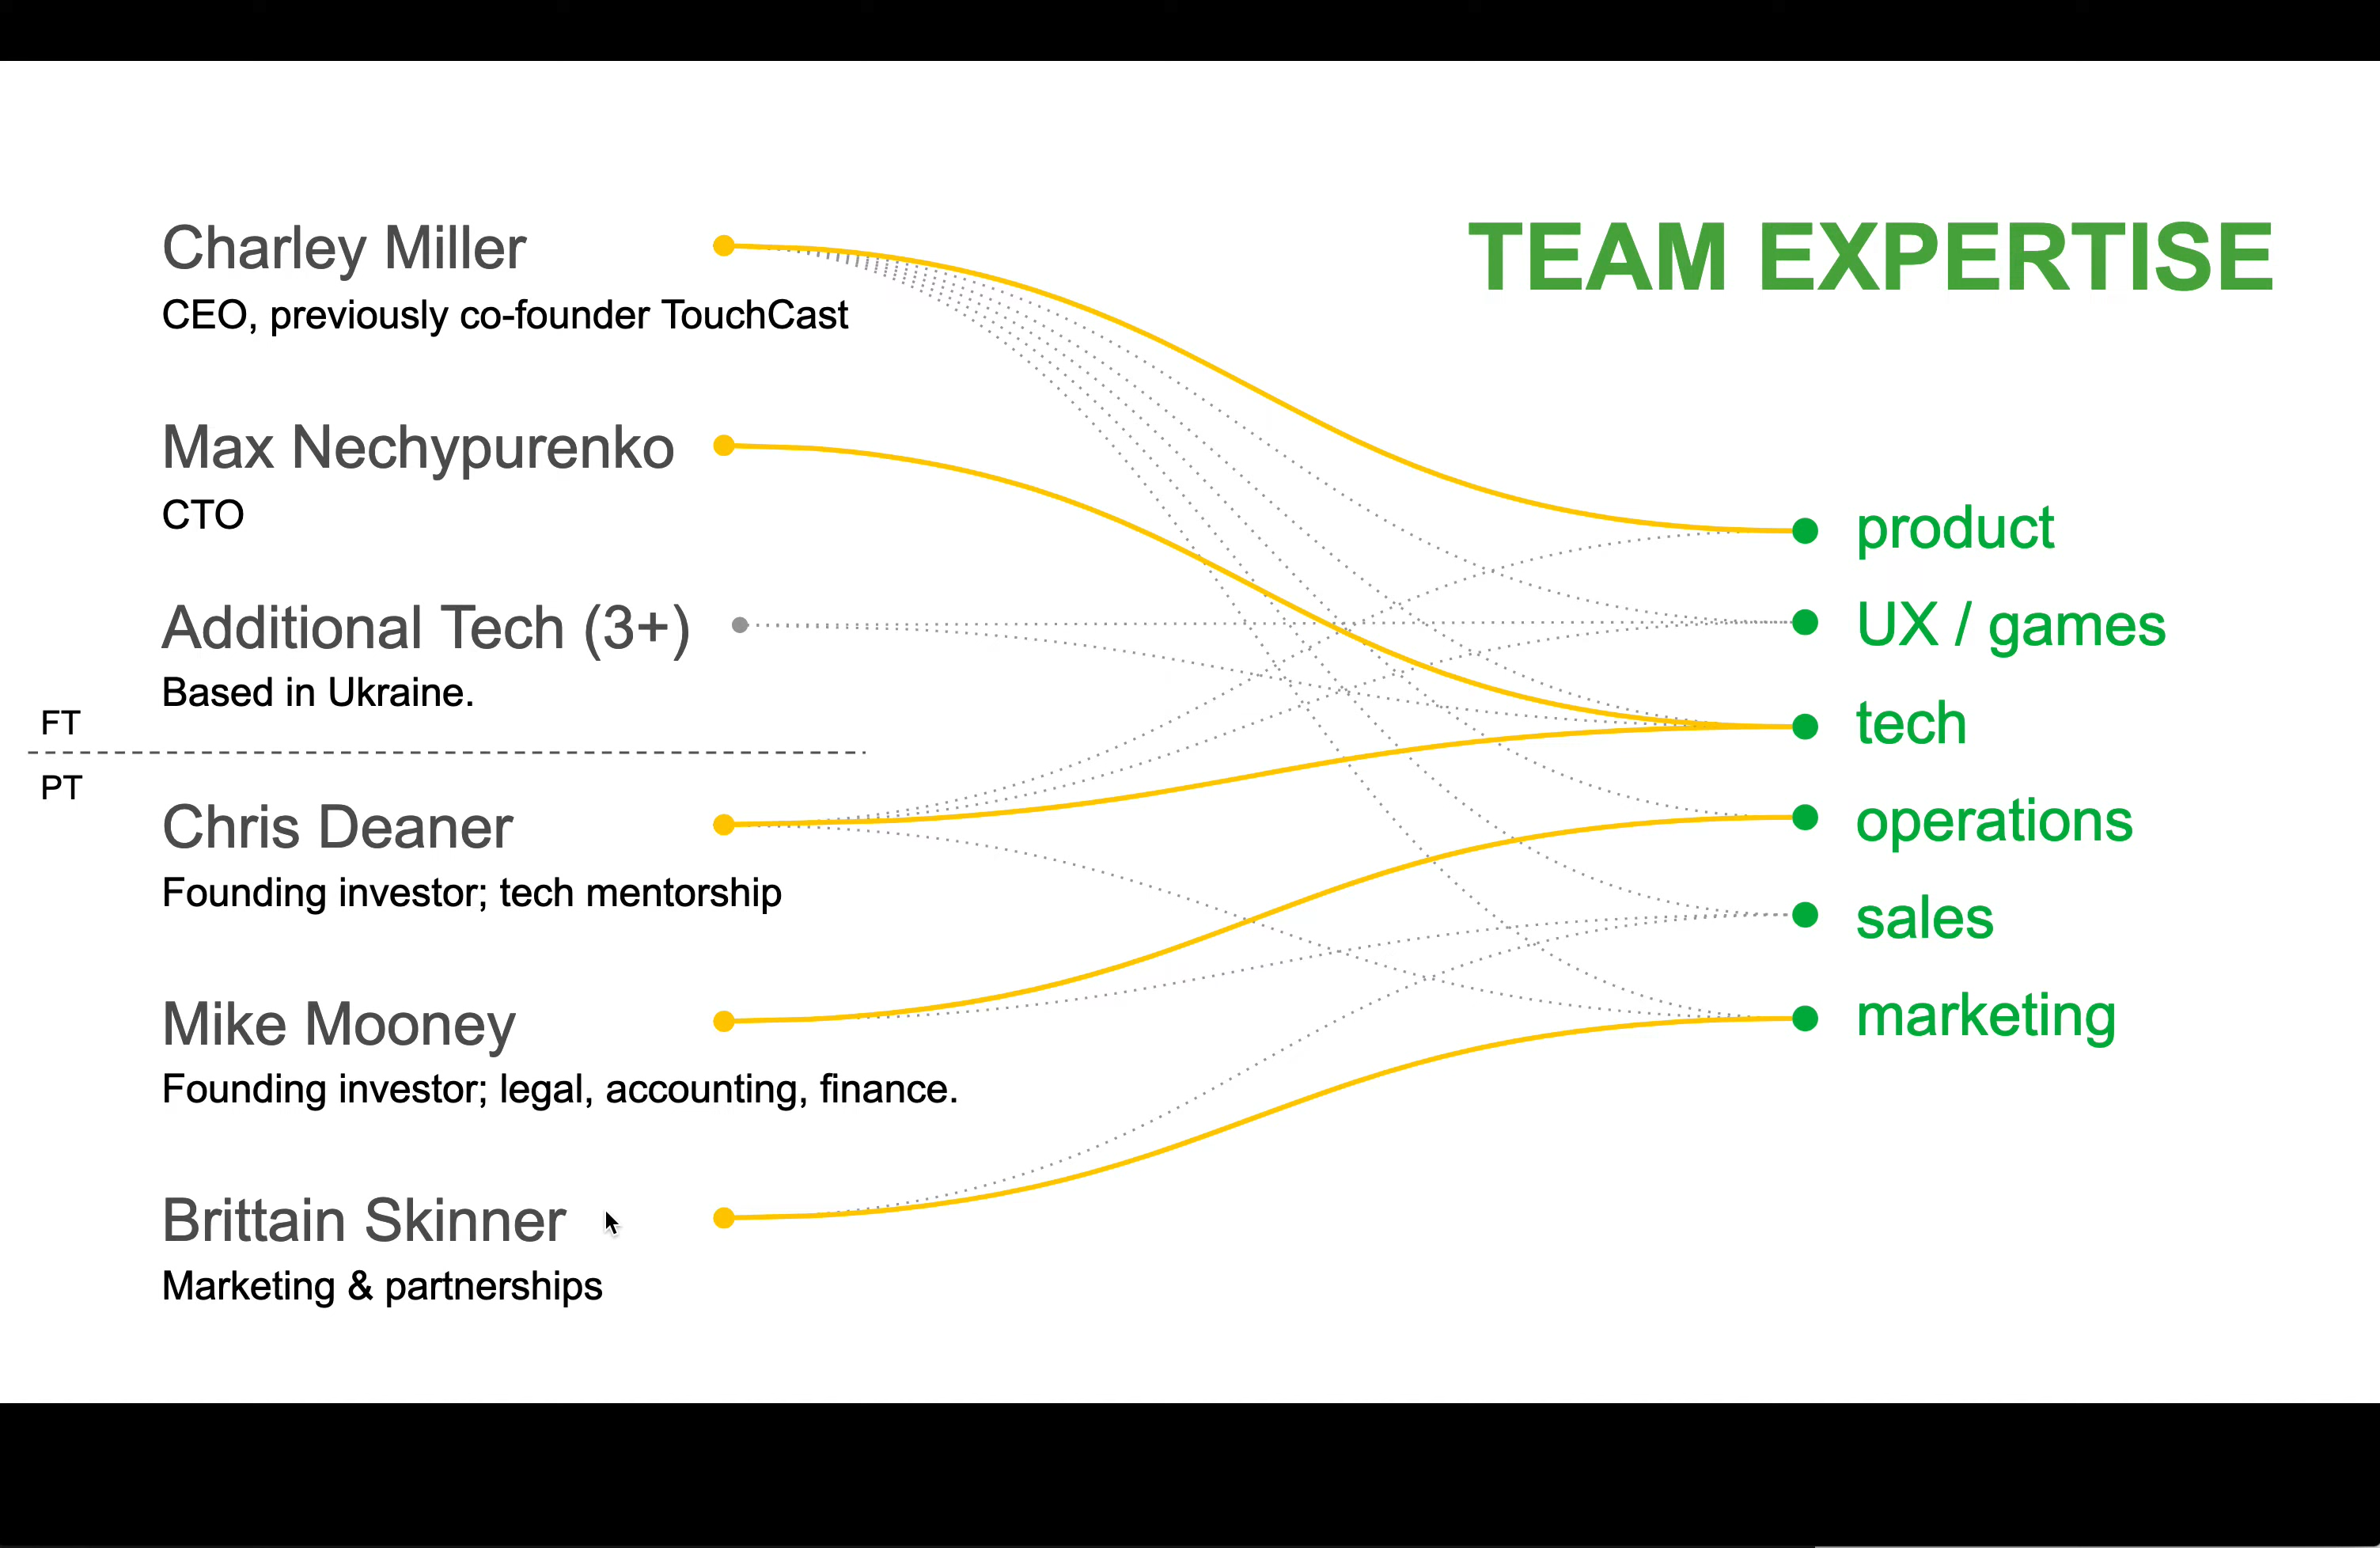 TEAM EXPERTISE
Charley Miller
CEO, previously co-founder TouchCast
Max Nechypurenko
CTO
Additional Tech (3+)
Based in Ukraine.
FT
PT
Chris Deaner
Founding investor; tech mentorship
Mike Mooney
Founding investor; legal, accounting, finance.
Brittain Skinner
Marketing & partnerships
product
UX / games
tech
operations
sales
marketing